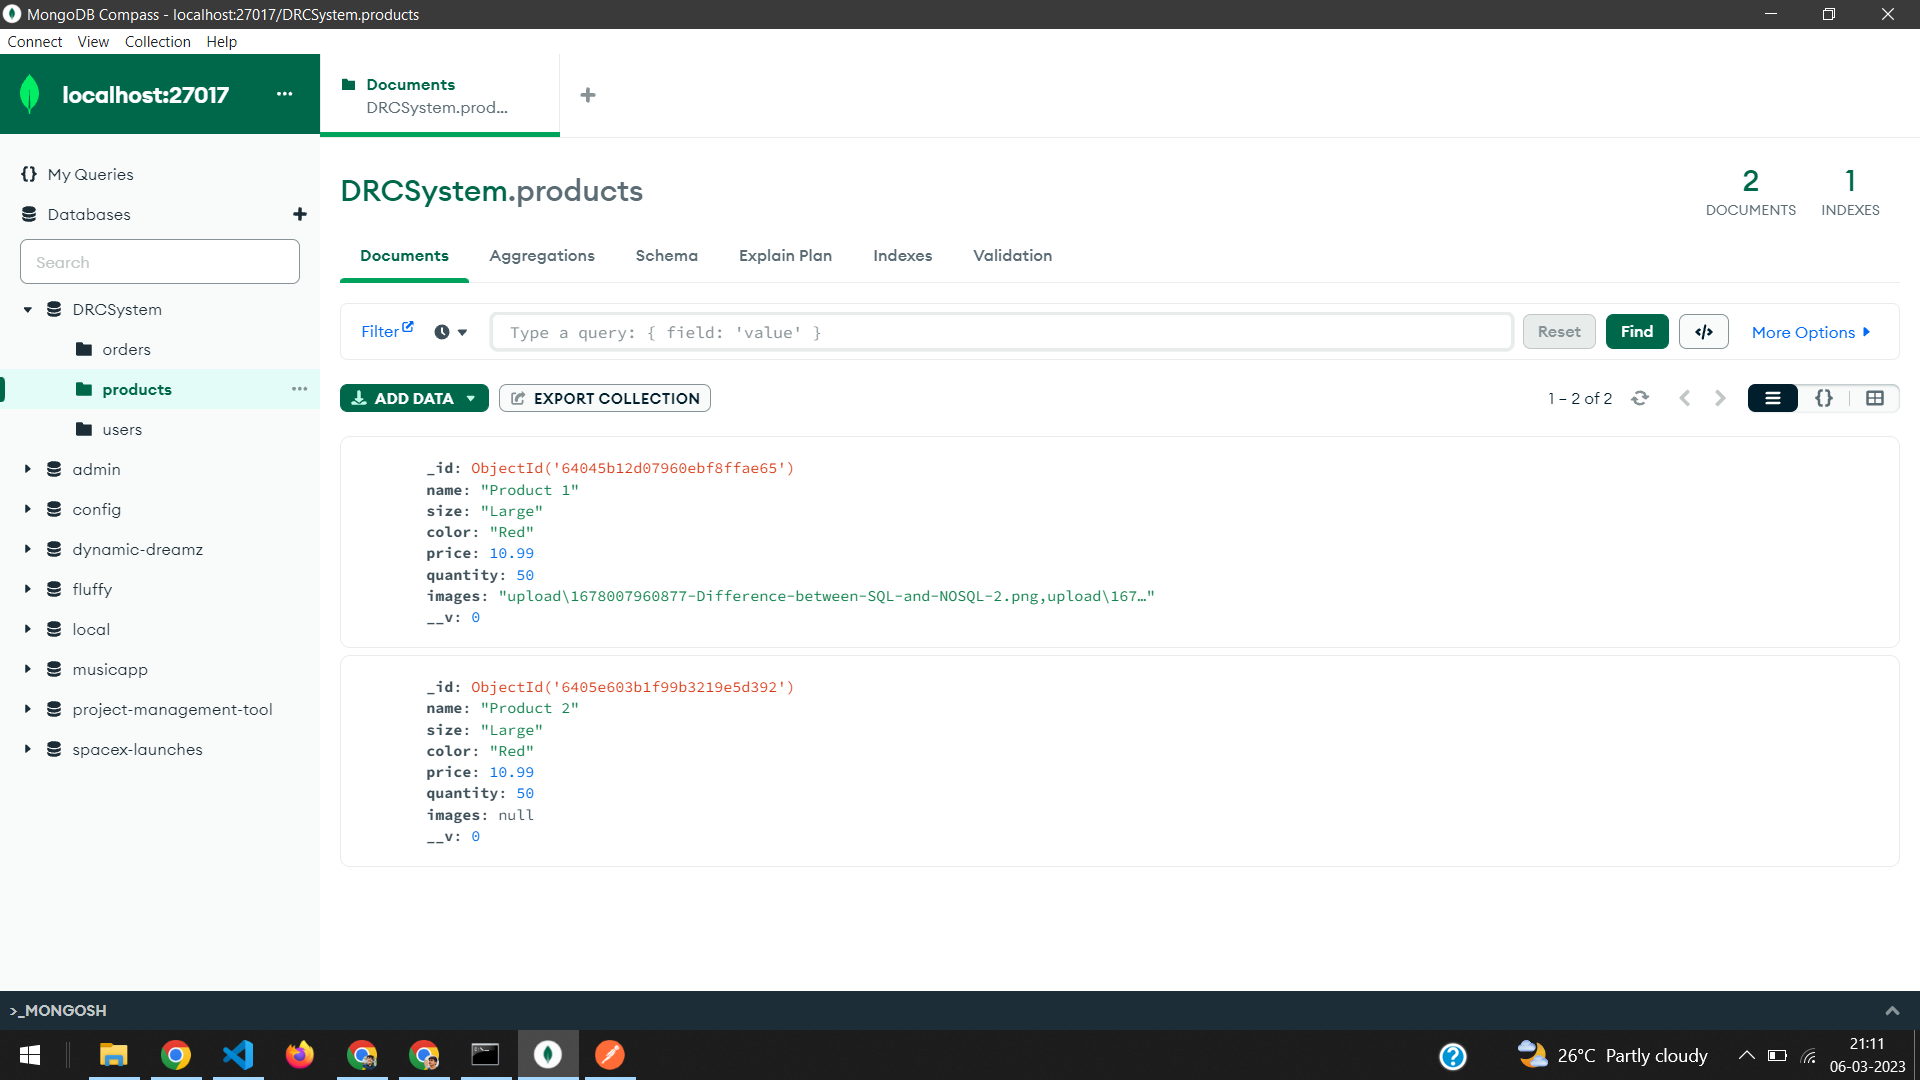 MongoDB Compass - localhost:27017/DRCSystem.products
Connect View Collection Help
localhost:27017 ...
Documents
DRCSystem.prod...
+
{} My Queries
Databases +
Search
DRCSystem
orders
products ...
users
admin
config
dynamic-dreamz
fluffy
local
musicapp
project-management-tool
spacex-launches
DRCSystem.products
2
DOCUMENTS
1
INDEXES
Documents Aggregations Schema Explain Plan Indexes Validation
Filter Type a query: { field: 'value' } Reset Find </> More Options
ADD DATA EXPORT COLLECTION 1 – 2 of 2 {}
_id: ObjectId('64045b12d07960ebf8ffae65')
name: "Product 1"
size: "Large"
color: "Red"
price: 10.99
quantity: 50
images: "upload\1678007960877-Difference-between-SQL-and-NOSQL-2.png,upload\167…"
__v: 0
_id: ObjectId('6405e603b1f99b3219e5d392')
name: "Product 2"
size: "Large"
color: "Red"
price: 10.99
quantity: 50
images: null
__v: 0
>_MONGOSH
26°C Partly cloudy
21:11
06-03-2023